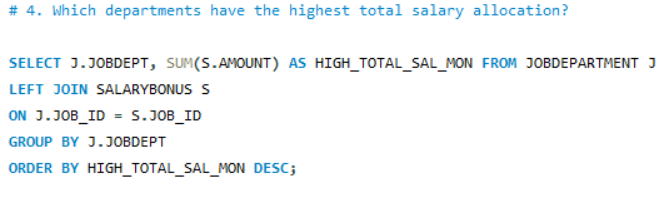 # 4. Which departments have the highest total salary allocation?
SELECT J.JOBDEPT, SUM(S.AMOUNT) AS HIGH_TOTAL_SAL_MON FROM JOBDEPARTMENT J
LEFT JOIN SALARYBONUS S
ON J.JOB_ID = S.JOB_ID
GROUP BY J.JOBDEPT
ORDER BY HIGH_TOTAL_SAL_MON DESC;